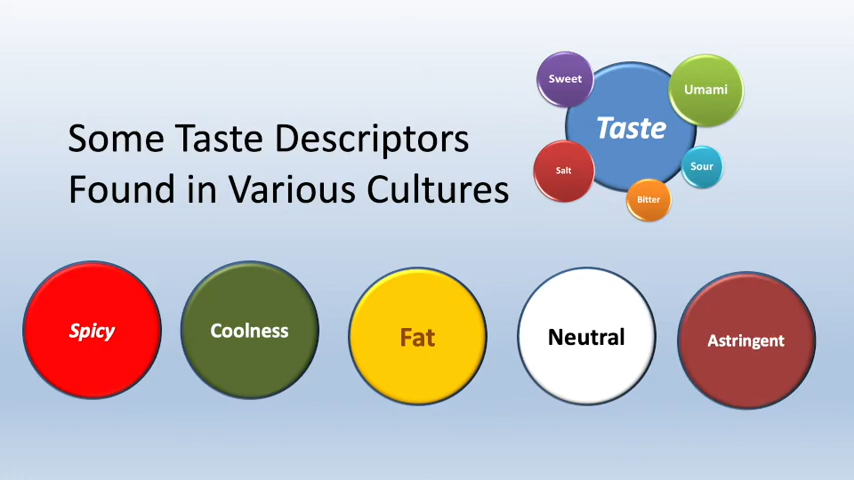 Some Taste Descriptors
Found in Various Cultures
Sweet
Umami
Taste
Salt
Sour
Bitter
Spicy
Coolness
Fat
Neutral
Astringent